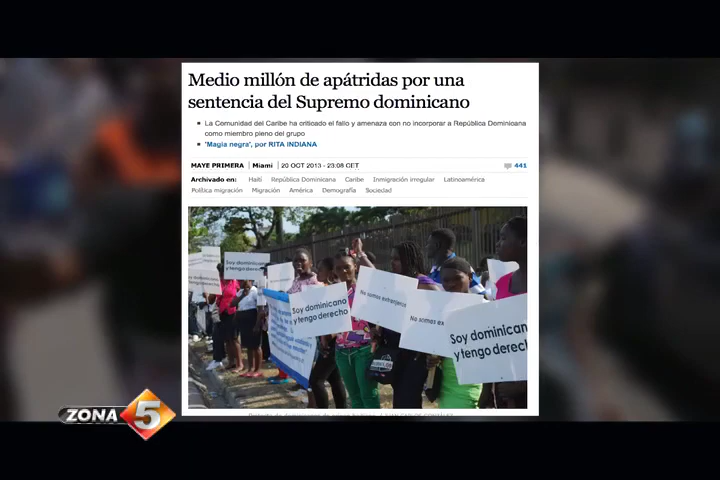 Medio millón de apátridas por una
sentencia del Supremo dominicano
La Comunidad del Caribe ha criticado el fallo y amenaza con no incorporar a República Dominicana
como miembro pleno del grupo
'Magia negra', por RITA INDIANA
MAYE PRIMERA | Miami | 20 OCT 2013 - 23:08 CET 441
Archivado en: Haití República Dominicana Caribe Inmigración irregular Latinoamérica
Política migración Migración América Demografía Sociedad
Soy dominicano
Soy dominicano
y tengo derecho
No somos extranjeros
No somos ex
Soy dominican
y tengo derech
ZONA 5